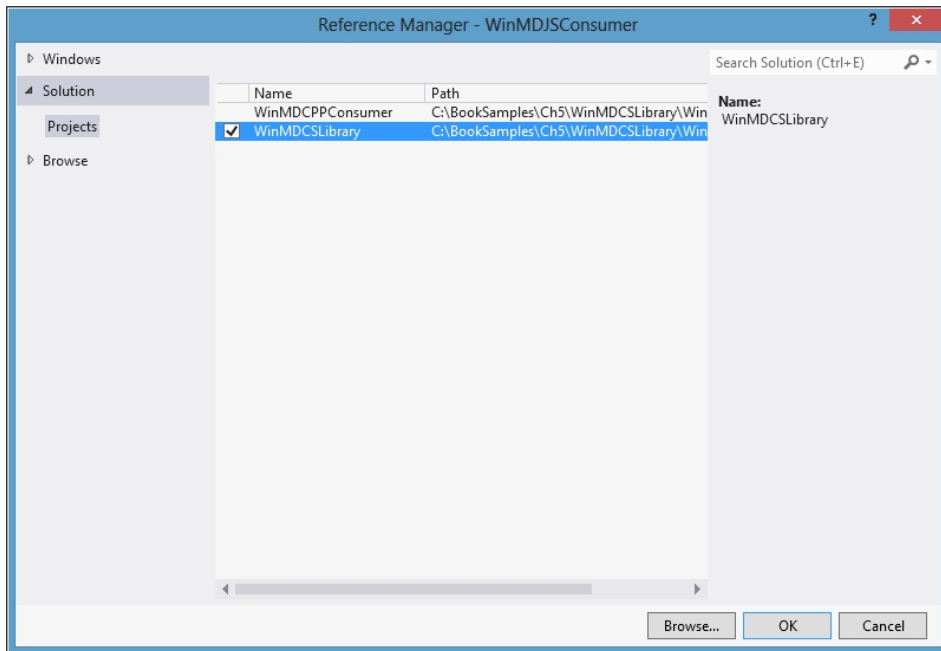 Reference Manager - WinMDJSConsumer
?
Windows
Solution
Projects
Browse
Name Path
WinMDCPPConsumer C:\BookSamples\Ch5\WinMDCSLibrary\Win
WinMDCSLibrary C:\BookSamples\Ch5\WinMDCSLibrary\Win
Search Solution (Ctrl+E)
Name:
WinMDCSLibrary
Browse... OK Cancel